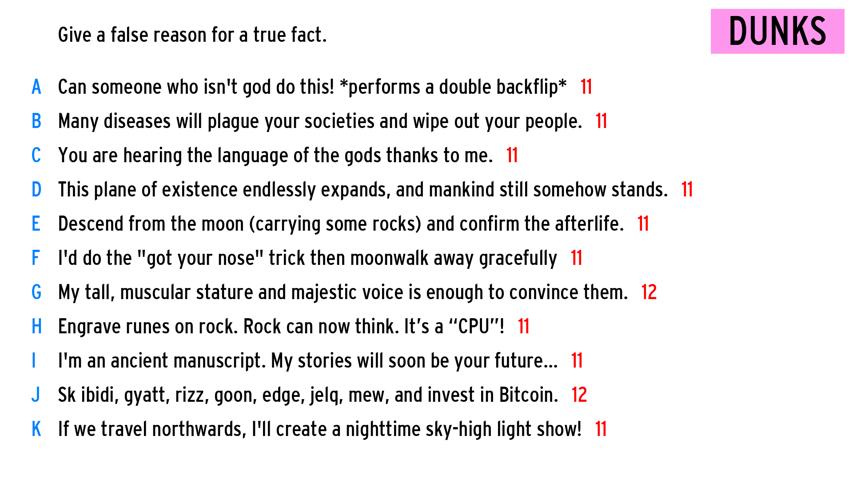 Give a false reason for a true fact.
DUNKS
A Can someone who isn't god do this! *performs a double backflip* 11
B Many diseases will plague your societies and wipe out your people. 11
C You are hearing the language of the gods thanks to me. 11
D This plane of existence endlessly expands, and mankind still somehow stands. 11
E Descend from the moon (carrying some rocks) and confirm the afterlife. 11
F I'd do the "got your nose" trick then moonwalk away gracefully 11
G My tall, muscular stature and majestic voice is enough to convince them. 12
H Engrave runes on rock. Rock can now think. It’s a “CPU”! 11
I I'm an ancient manuscript. My stories will soon be your future... 11
J Sk ibidi, gyatt, rizz, goon, edge, jelq, mew, and invest in Bitcoin. 12
K If we travel northwards, I'll create a nighttime sky-high light show! 11